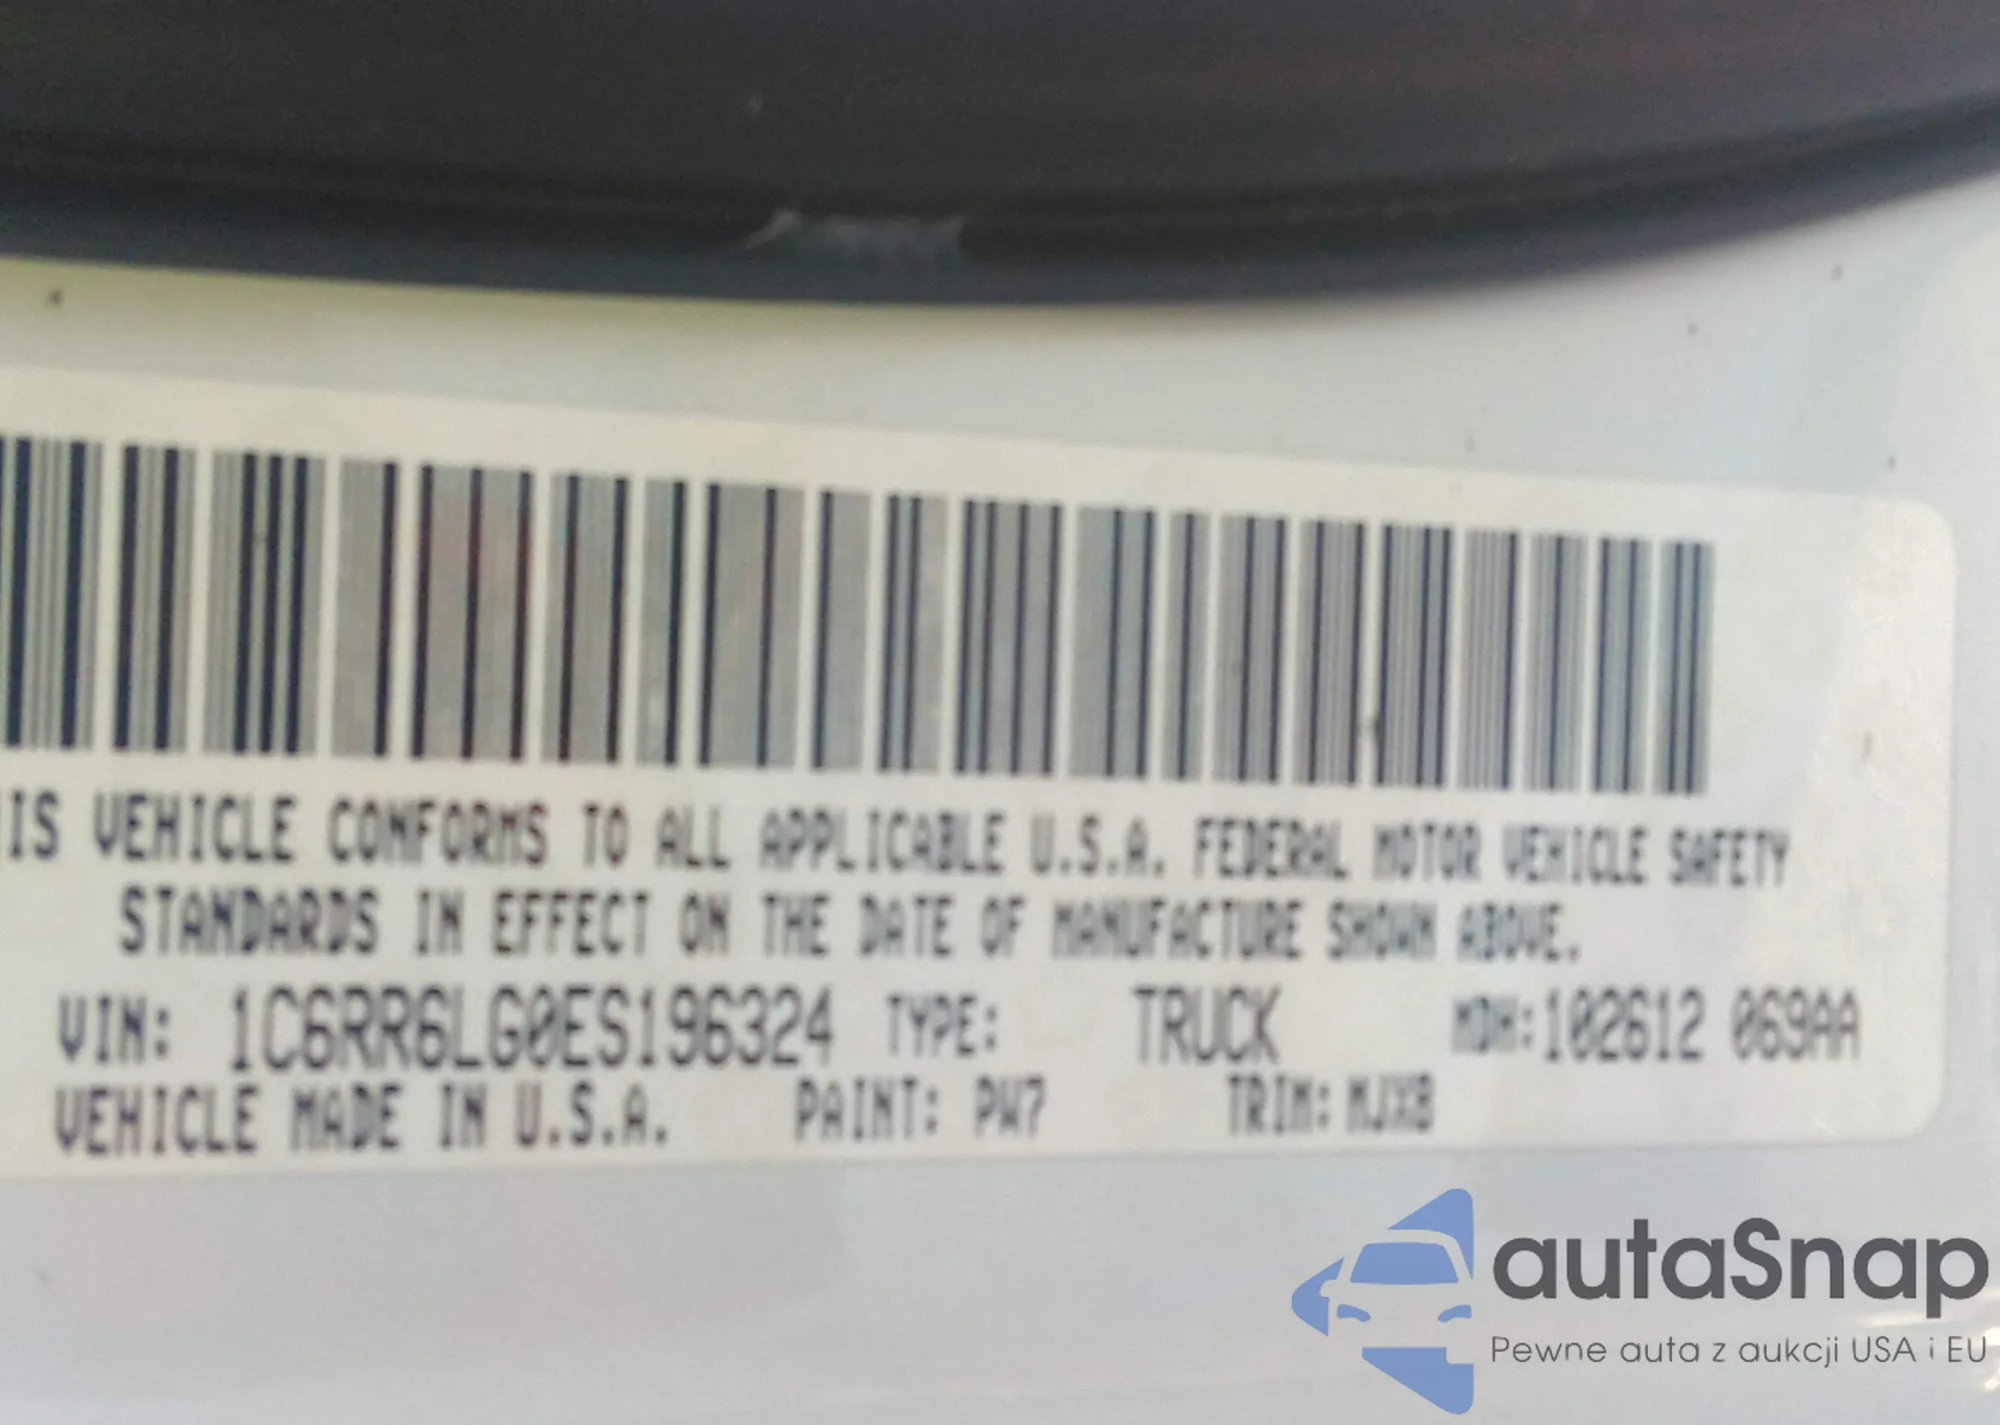 IS VEHICLE CONFORMS TO ALL APPLICABLE U.S.A. FEDERAL MOTOR VEHICLE SAFETY
STANDARDS IN EFFECT ON THE DATE OF MANUFACTURE SHOWN ABOVE.
VIN: 1C6RR6LG0ES196324 TYPE: TRUCK MDH:102612 069AA
VEHICLE MADE IN U.S.A. PAINT: PW7 TRIM: MJX8
autaSnap
Pewne auta z aukcji USA i EU